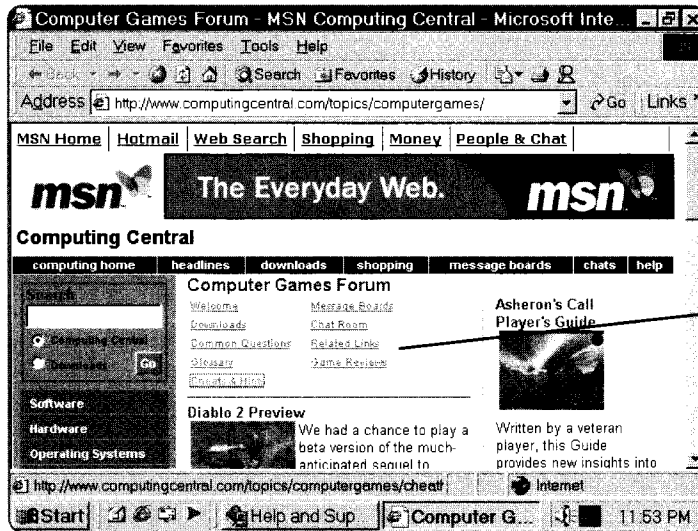 Computer Games Forum - MSN Computing Central - Microsoft Inte...
File Edit View Favorites Tools Help
Back Search Favorites History
Address http://www.computingcentral.com/topics/computergames/ Go Links
MSN Home Hotmail Web Search Shopping Money People & Chat
msn The Everyday Web. msn
Computing Central
computing home headlines downloads shopping message boards chats help
Search
Computing Central
Downloads Go
Software
Hardware
Operating Systems
Computer Games Forum
Welcome Message Boards
Downloads Chat Room
Common Questions Related Links
Glossary Game Reviews
Cheats & Hints
Diablo 2 Preview
We had a chance to play a
beta version of the much-
anticipated sequel to
Asheron's Call
Player's Guide
Written by a veteran
player, this Guide
provides new insights into
http://www.computingcentral.com/topics/computergames/cheatf Internet
Start Help and Sup Computer G... 11:53 PM